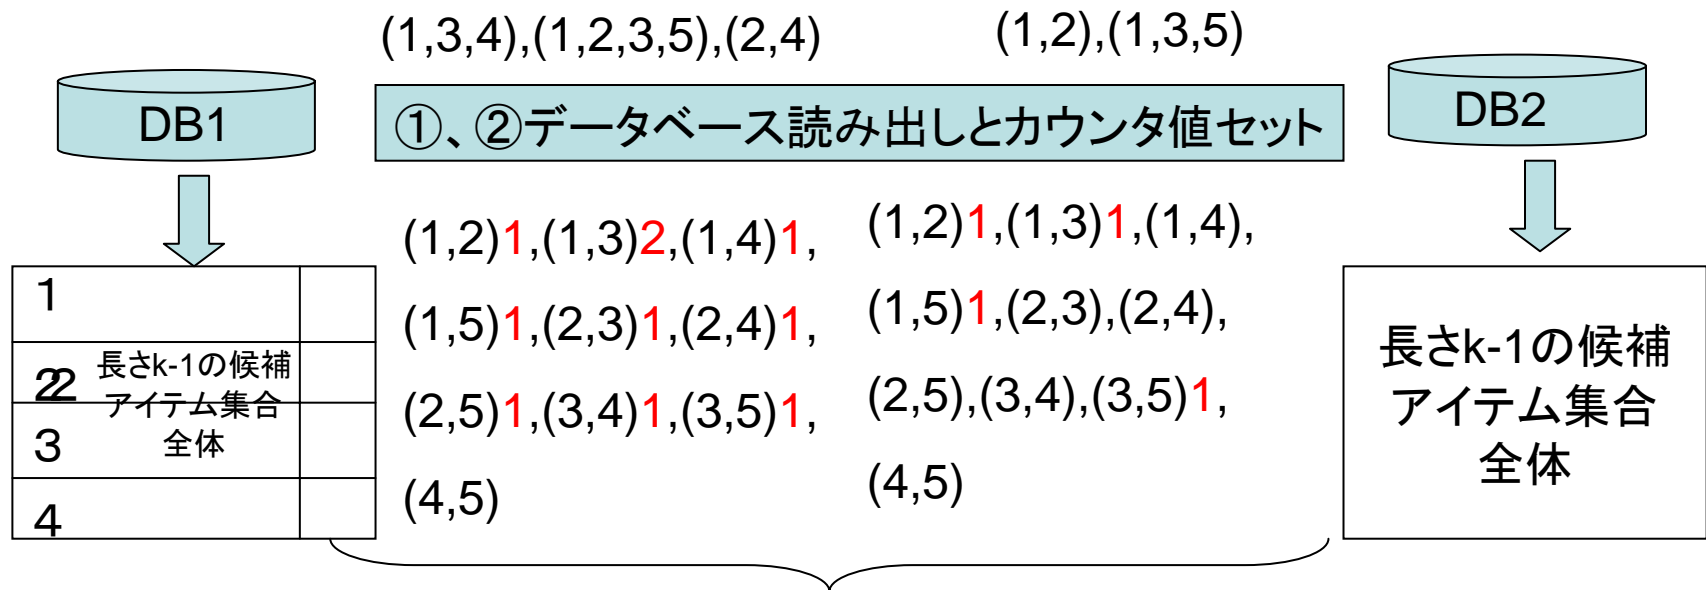 (1,3,4),(1,2,3,5),(2,4)
(1,2),(1,3,5)
DB1
①、②データベース読み出しとカウンタ値セット
DB2
(1,2)1,(1,3)2,(1,4)1,
(1,5)1,(2,3)1,(2,4)1,
(2,5)1,(3,4)1,(3,5)1,
(4,5)
(1,2)1,(1,3)1,(1,4),
(1,5)1,(2,3),(2,4),
(2,5),(3,4),(3,5)1,
(4,5)
1
22
3
4
長さk-1の候補
アイテム集合
全体
長さk-1の候補
アイテム集合
全体